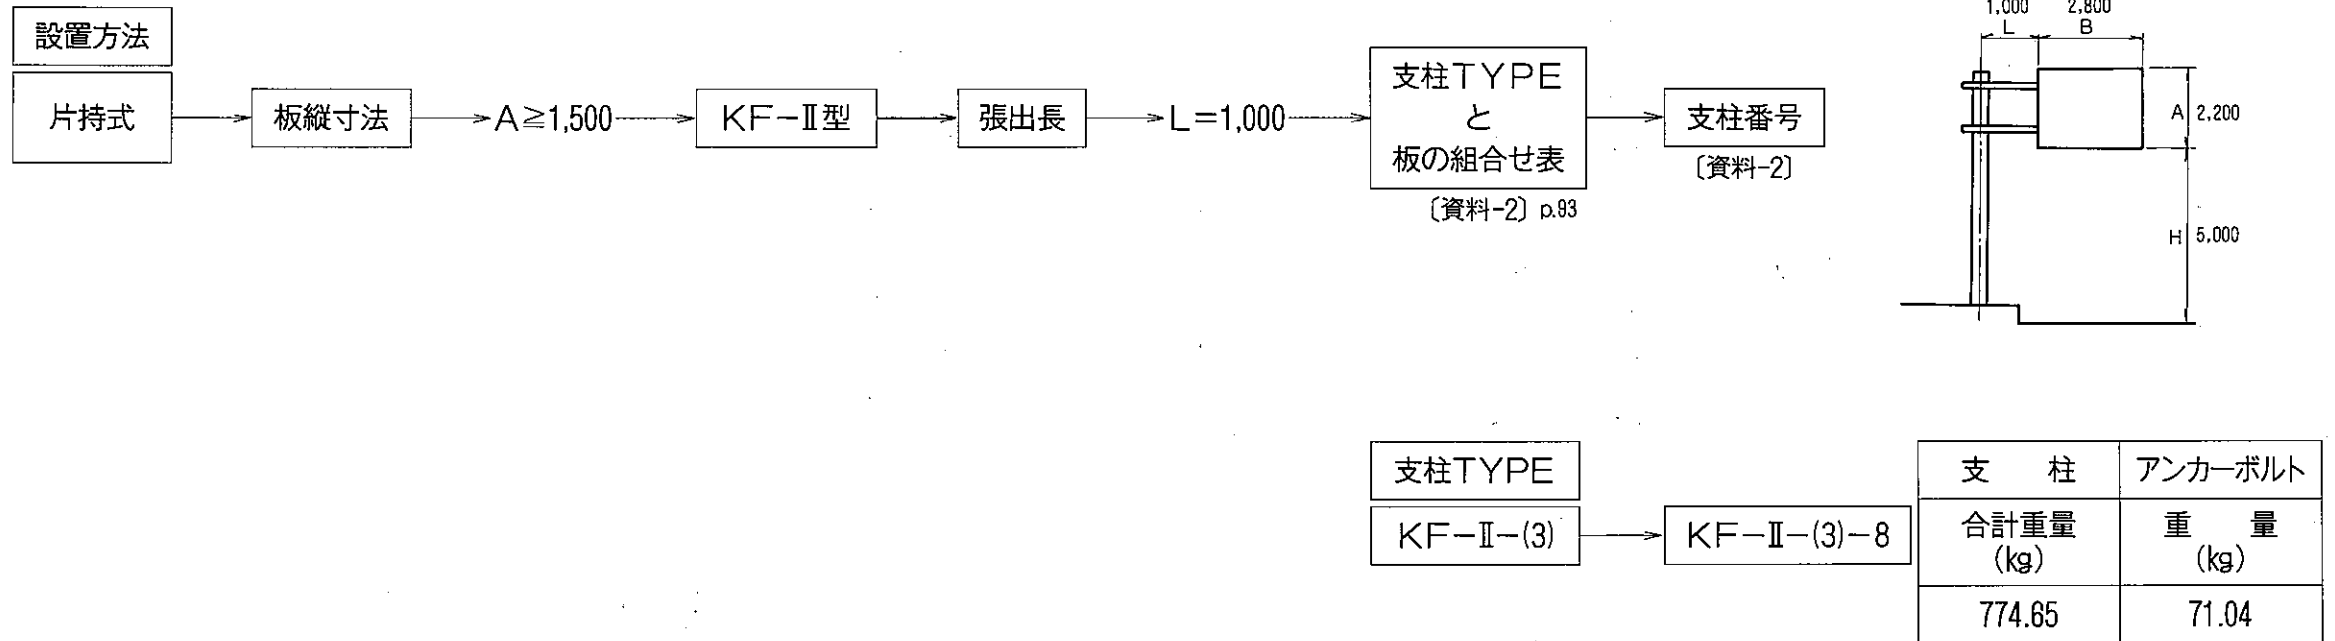 設置方法
片持式
板縦寸法
A≧1,500
KF-Ⅱ型
張出長
L=1,000
支柱TYPE
と
板の組合せ表
〔資料-2〕 p.93
支柱番号
〔資料-2〕
1,000 2,800
L B
A 2,200
H 5,000
支柱TYPE
KF-Ⅱ-(3)
KF-Ⅱ-(3)-8
支 柱 アンカーボルト
合計重量 重 量
(kg) (kg)
774.65 71.04